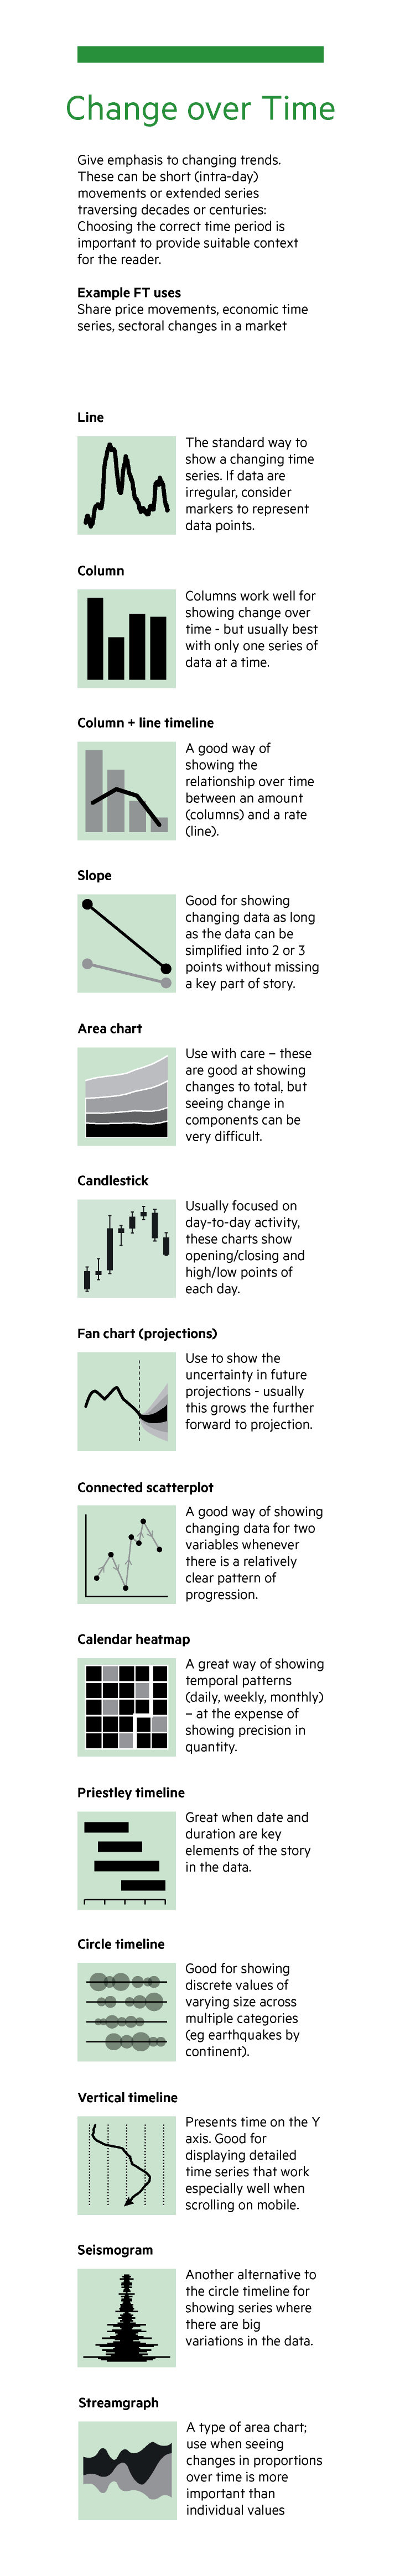 Change over Time
Give emphasis to changing trends.
These can be short (intra-day)
movements or extended series
traversing decades or centuries:
Choosing the correct time period is
important to provide suitable context
for the reader.
Example FT uses
Share price movements, economic time
series, sectoral changes in a market
Line
The standard way to
show a changing time
series. If data are
irregular, consider
markers to represent
data points.
Column
Columns work well for
showing change over
time - but usually best
with only one series of
data at a time.
Column + line timeline
A good way of
showing the
relationship over time
between an amount
(columns) and a rate
(line).
Slope
Good for showing
changing data as long
as the data can be
simplified into 2 or 3
points without missing
a key part of story.
Area chart
Use with care – these
are good at showing
changes to total, but
seeing change in
components can be
very difficult.
Candlestick
Usually focused on
day-to-day activity,
these charts show
opening/closing and
high/low points of
each day.
Fan chart (projections)
Use to show the
uncertainty in future
projections - usually
this grows the further
forward to projection.
Connected scatterplot
A good way of showing
changing data for two
variables whenever
there is a relatively
clear pattern of
progression.
Calendar heatmap
A great way of showing
temporal patterns
(daily, weekly, monthly)
– at the expense of
showing precision in
quantity.
Priestley timeline
Great when date and
duration are key
elements of the story
in the data.
Circle timeline
Good for showing
discrete values of
varying size across
multiple categories
(eg earthquakes by
continent).
Vertical timeline
Presents time on the Y
axis. Good for
displaying detailed
time series that work
especially well when
scrolling on mobile.
Seismogram
Another alternative to
the circle timeline for
showing series where
there are big
variations in the data.
Streamgraph
A type of area chart;
use when seeing
changes in proportions
over time is more
important than
individual values